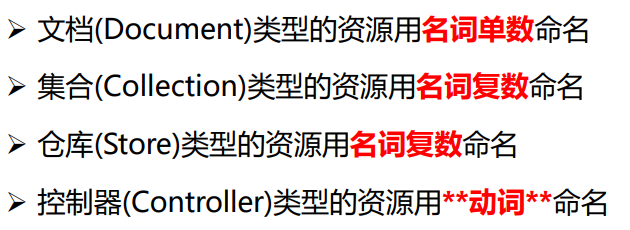 ➢ 文档(Document)类型的资源用名词单数命名
➢ 集合(Collection)类型的资源用名词复数命名
➢ 仓库(Store)类型的资源用名词复数命名
➢ 控制器(Controller)类型的资源用**动词**命名